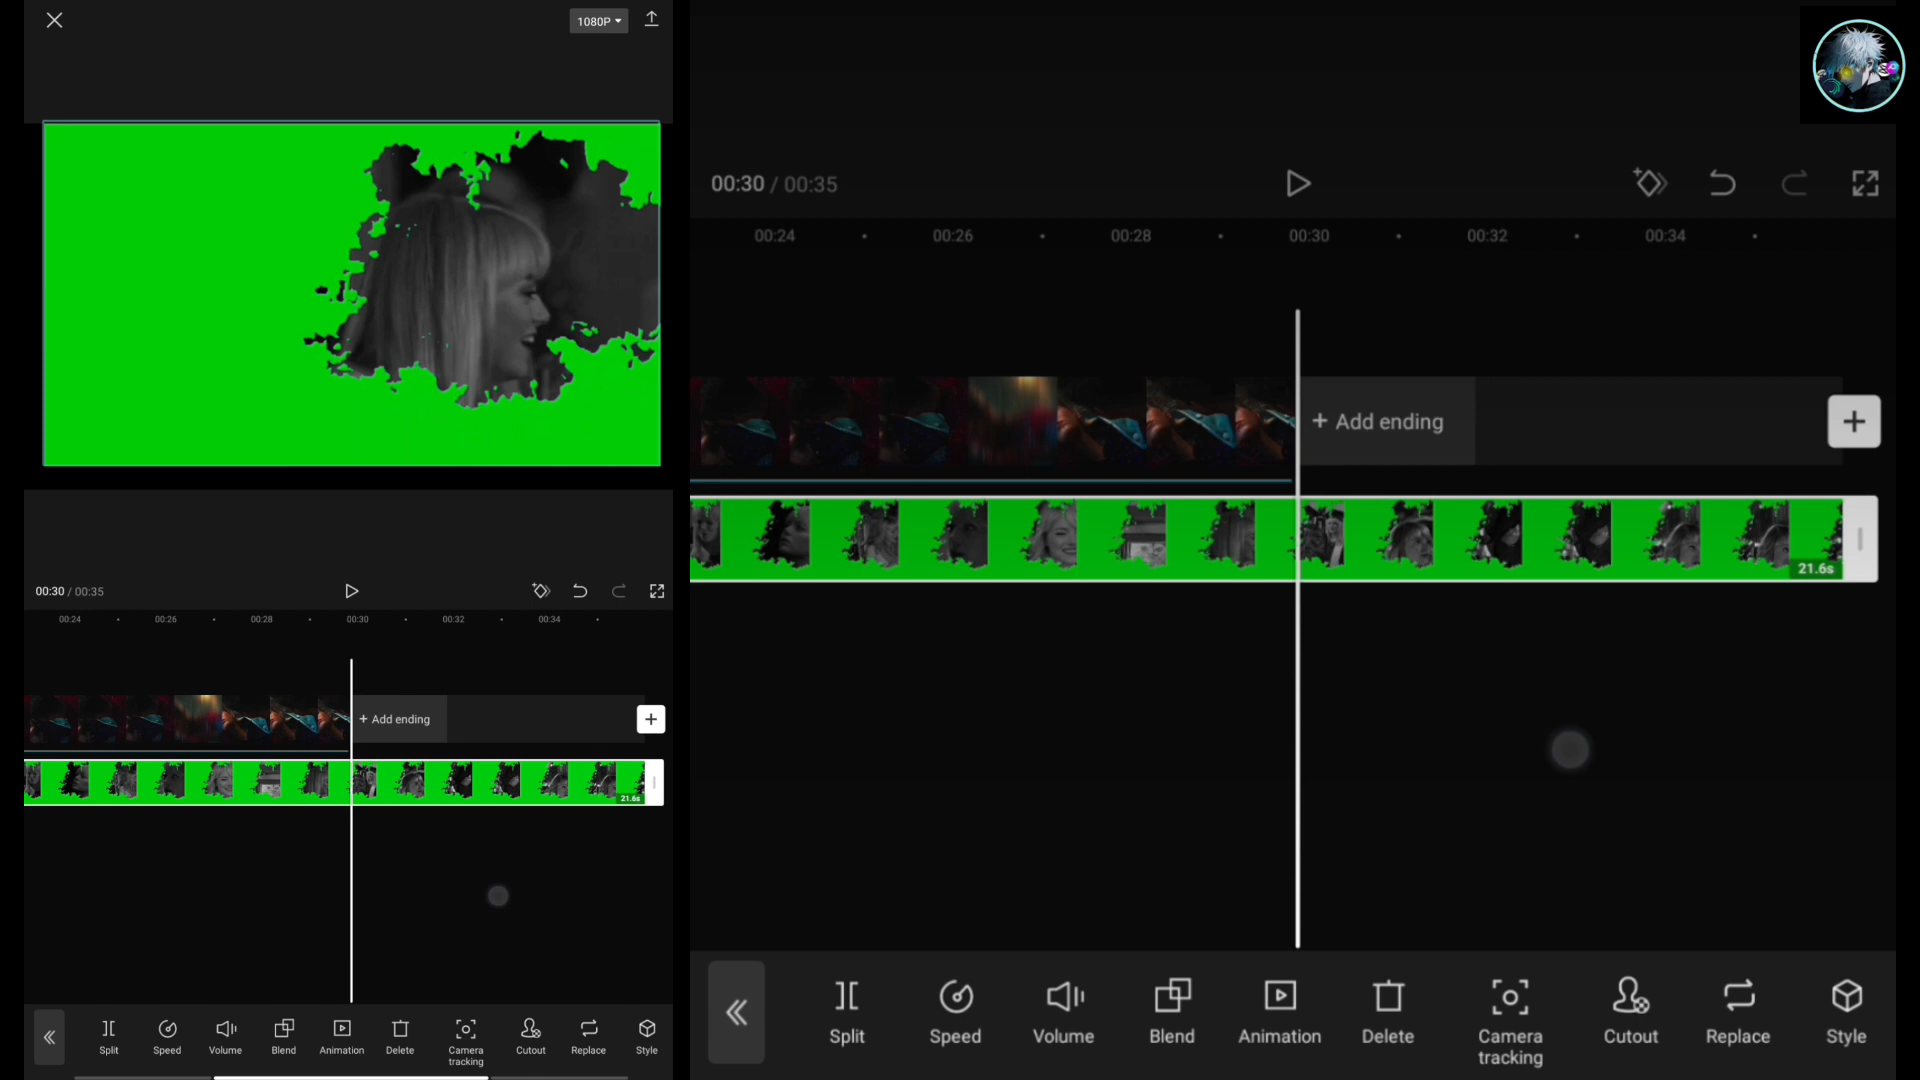 1080P
00:30 / 00:35
00:24
00:26
00:28
00:30
00:32
00:34
+ Add ending
+
21.6s
Split
Speed
Volume
Blend
Animation
Delete
Camera
tracking
Cutout
Replace
Style
00:30 / 00:35
00:24
00:26
00:28
00:30
00:32
00:34
+ Add ending
+
21.6s
Split
Speed
Volume
Blend
Animation
Delete
Camera
tracking
Cutout
Replace
Style